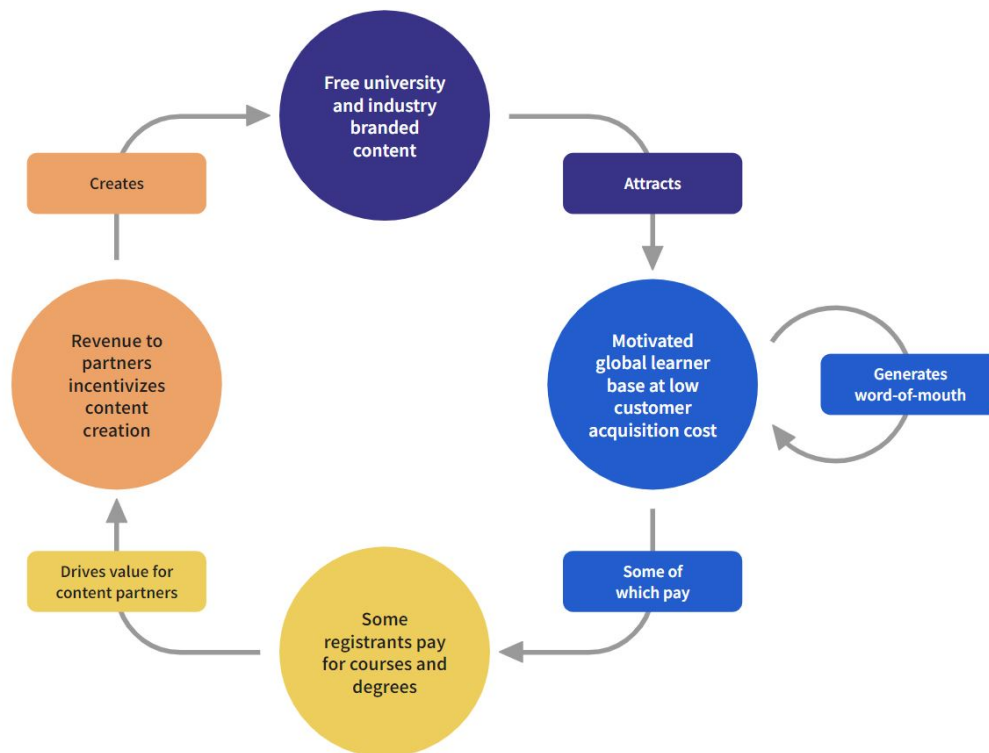 Free university
and industry
branded
content
Attracts
Motivated
global learner
base at low
customer
acquisition cost
Generates
word-of-mouth
Some of
which pay
Some
registrants pay
for courses and
degrees
Drives value for
content partners
Revenue to
partners
incentivizes
content
creation
Creates